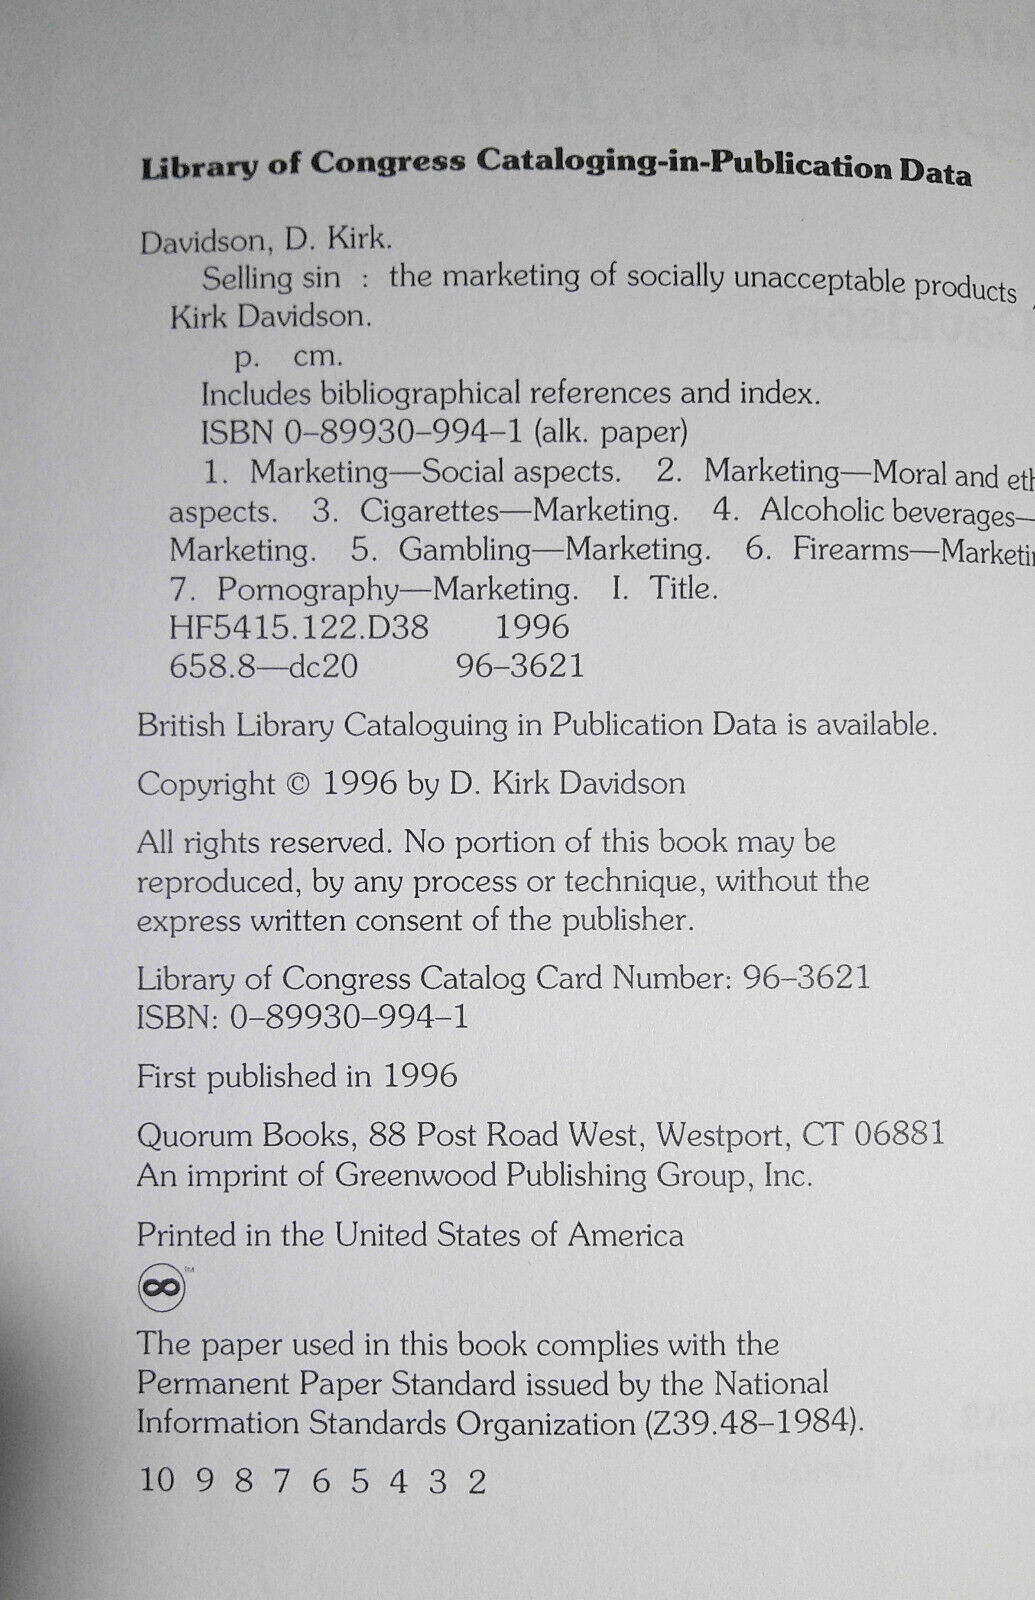 Library of Congress Cataloging-in-Publication Data
Davidson, D. Kirk.
Selling sin : the marketing of socially unacceptable products
Kirk Davidson.
p. cm.
Includes bibliographical references and index.
ISBN 0–89930–994–1 (alk. paper)
1. Marketing—Social aspects. 2. Marketing—Moral and
aspects. 3. Cigarettes—Marketing. 4. Alcoholic beverages—
Marketing. 5. Gambling—Marketing. 6. Firearms—
7. Pornography—Marketing. I. Title.
HF5415.122.D38 1996
658.8—dc20 96–3621
British Library Cataloguing in Publication Data is available.
Copyright © 1996 by D. Kirk Davidson
All rights reserved. No portion of this book may be
reproduced, by any process or technique, without the
express written consent of the publisher.
Library of Congress Catalog Card Number: 96–3621
ISBN: 0–89930–994–1
First published in 1996
Quorum Books, 88 Post Road West, Westport, CT 06881
An imprint of Greenwood Publishing Group, Inc.
Printed in the United States of America
™
The paper used in this book complies with the
Permanent Paper Standard issued by the National
Information Standards Organization (Z39.48–1984).
10 9 8 7 6 5 4 3 2